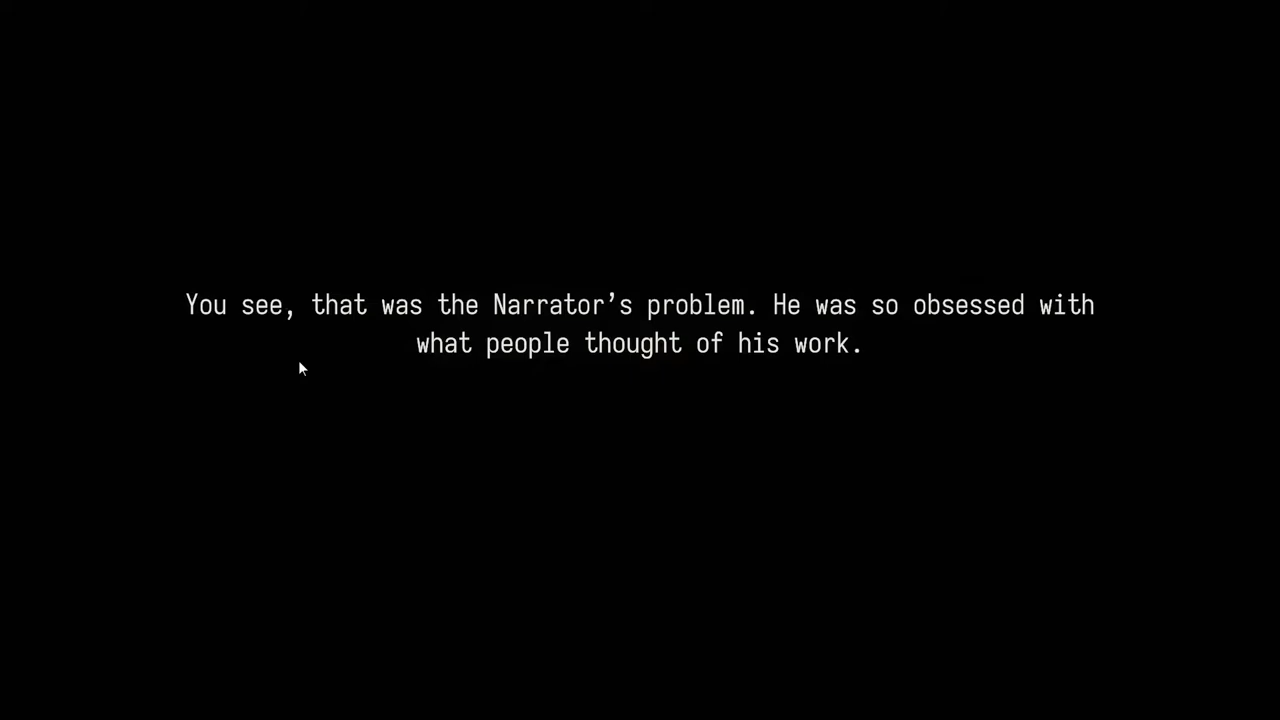 You see, that was the Narrator’s problem. He was so obsessed with
what people thought of his work.